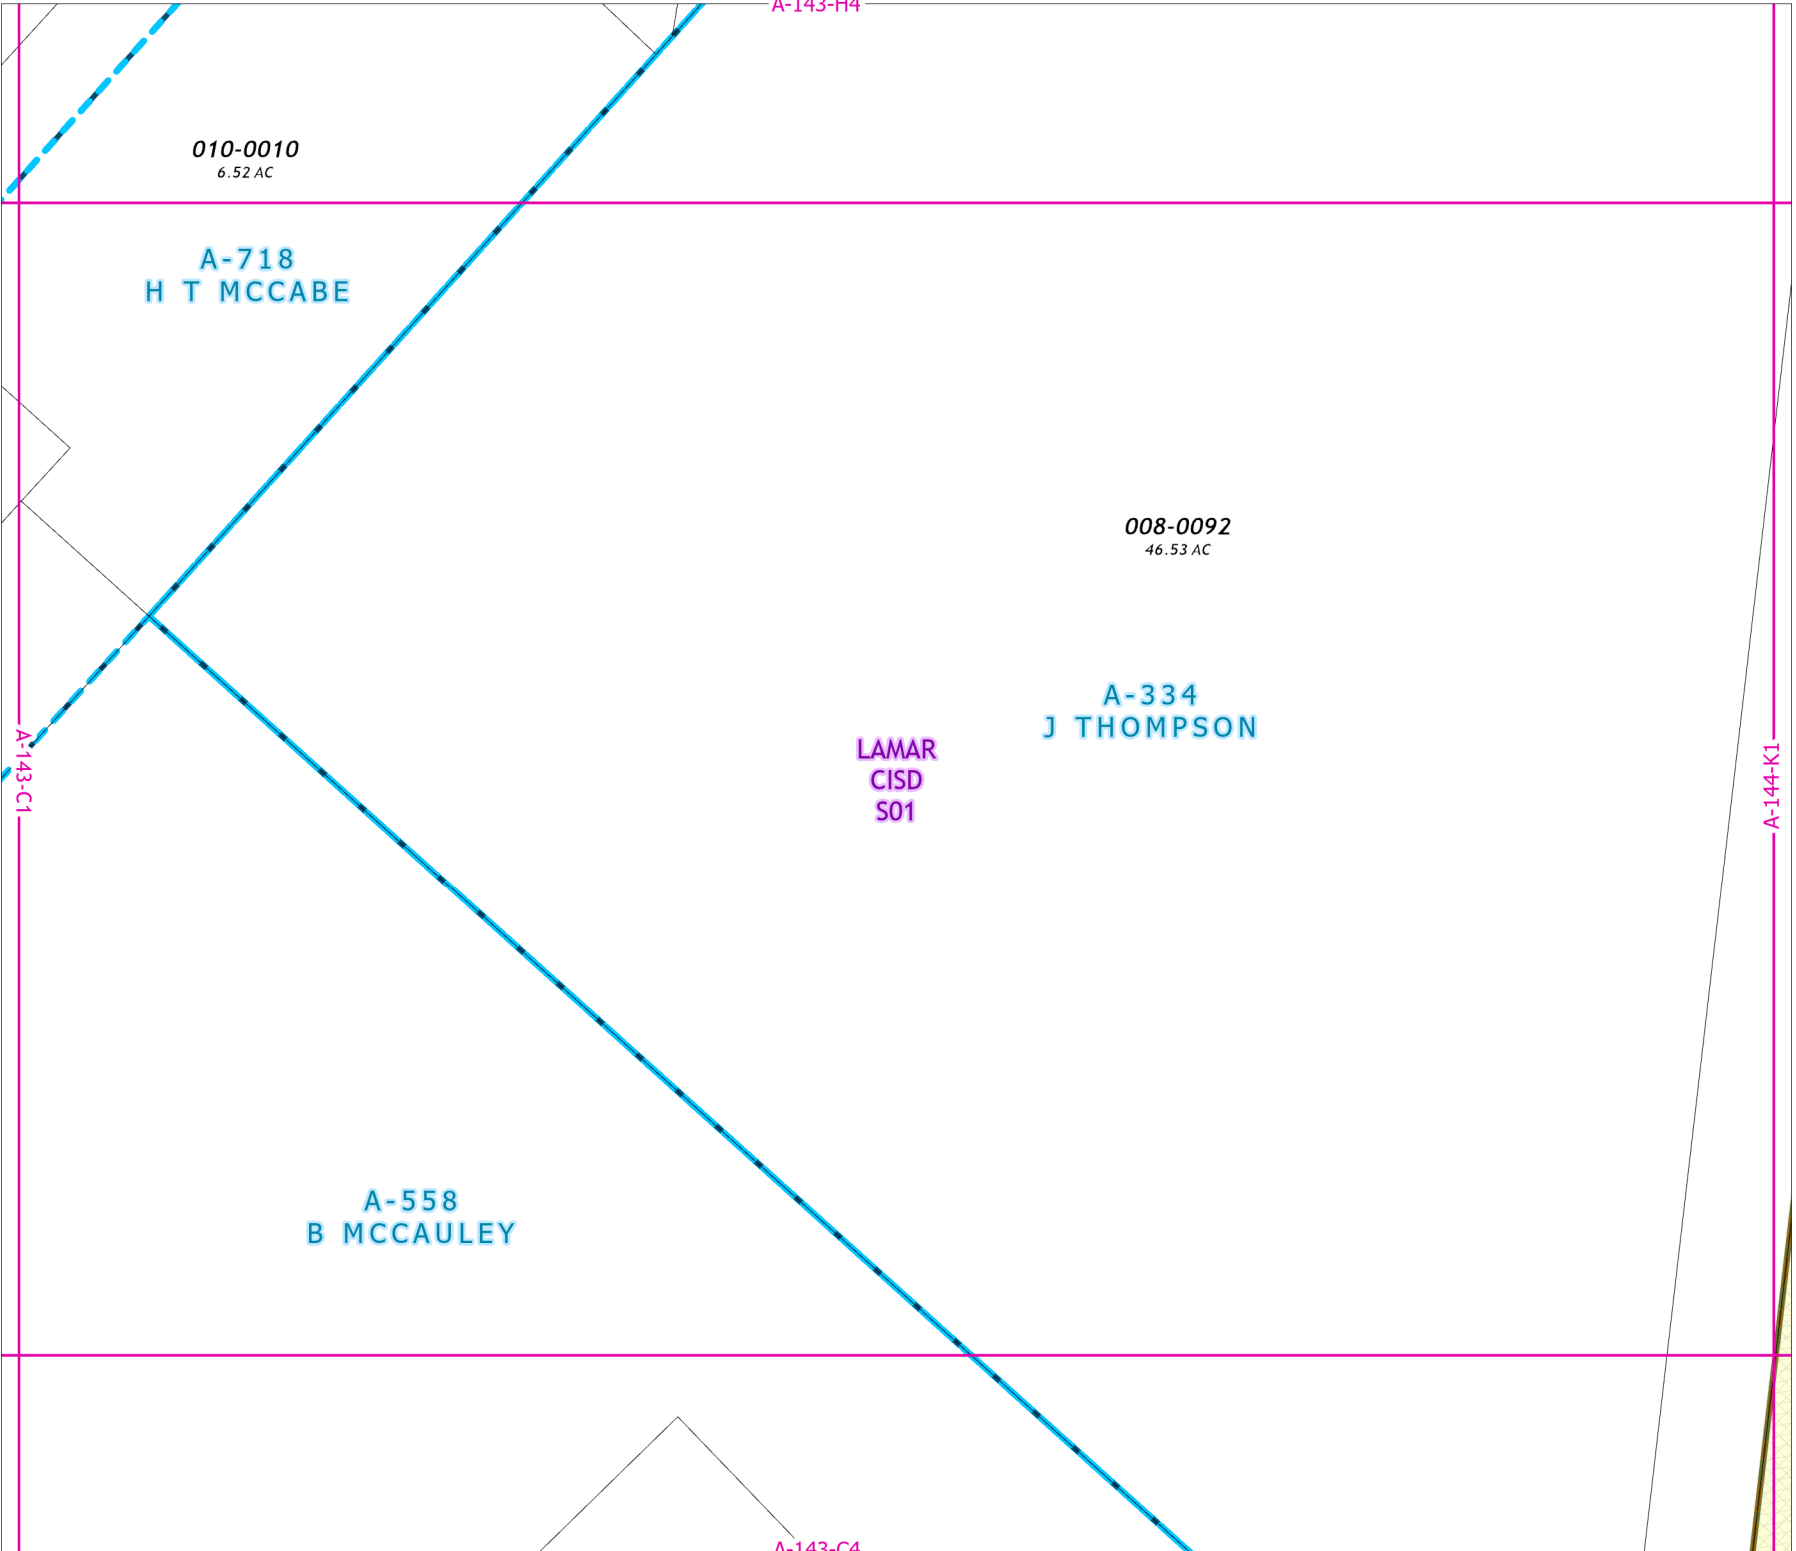 A-143-H4
010-0010
6.52 AC
A-718
H T MCCABE
008-0092
46.53 AC
A-334
J THOMPSON
LAMAR
CISD
S01
A-143-C1
A-144-K1
A-558
B MCCAULEY
A-143-C4